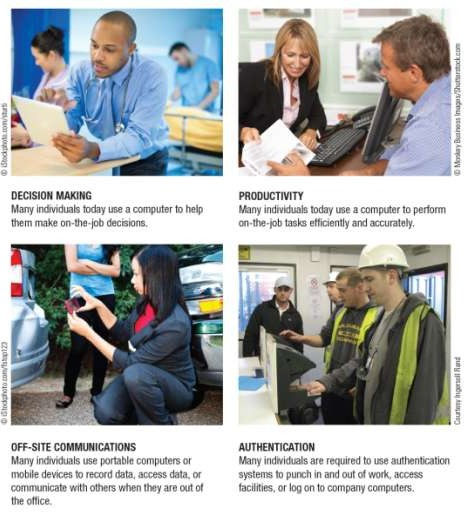 © iStockphoto.com/sturti
© Monkey Business Images/Shutterstock.com
DECISION MAKING
Many individuals today use a computer to help
them make on-the-job decisions.
PRODUCTIVITY
Many individuals today use a computer to perform
on-the-job tasks efficiently and accurately.
© iStockphoto.com/fstop123
Courtesy Ingersoll Rand
OFF-SITE COMMUNICATIONS
Many individuals use portable computers or
mobile devices to record data, access data, or
communicate with others when they are out of
the office.
AUTHENTICATION
Many individuals are required to use authentication
systems to punch in and out of work, access
facilities, or log on to company computers.